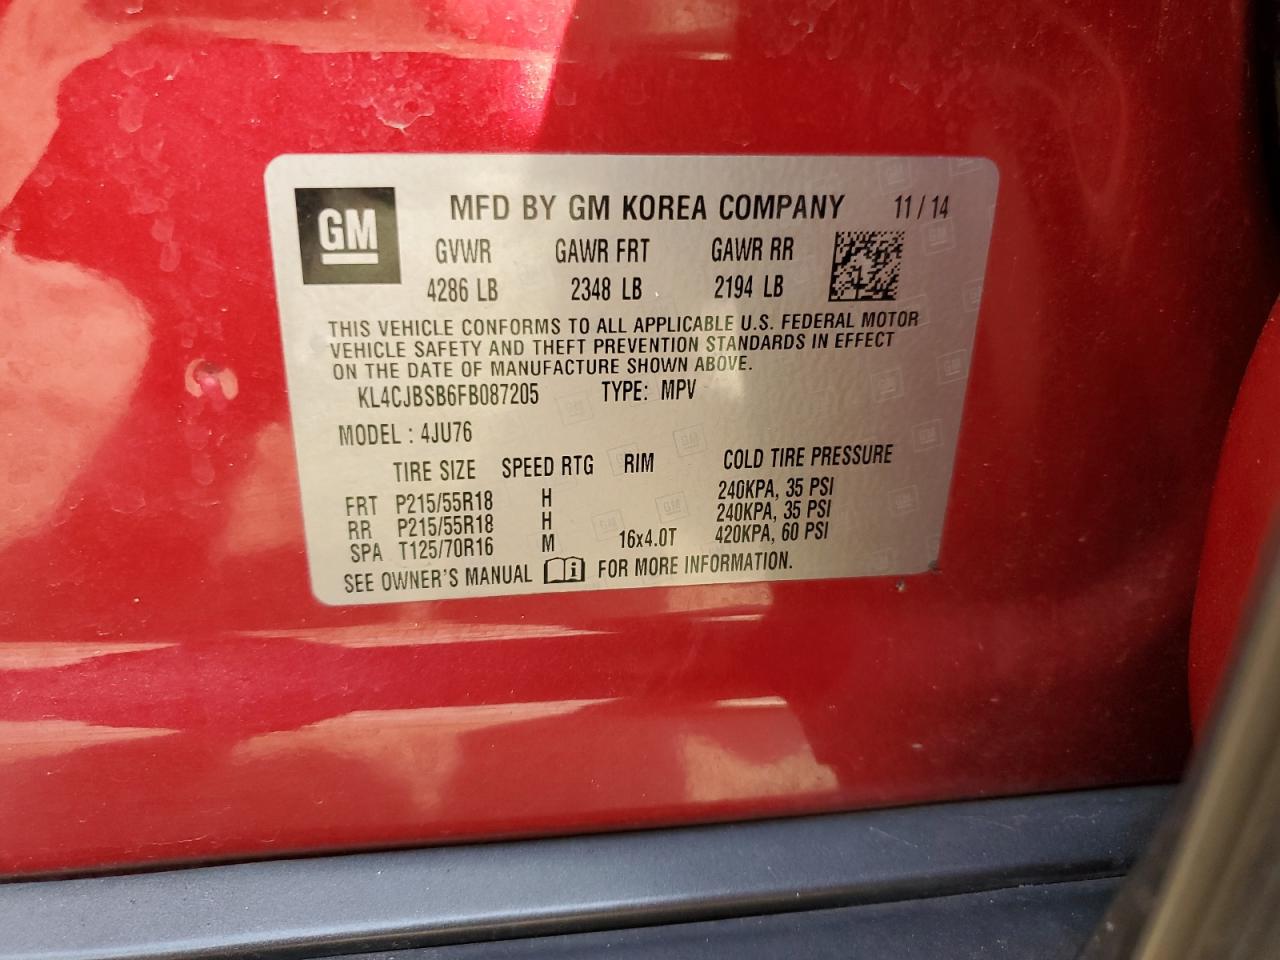 GM
MFD BY GM KOREA COMPANY 11 / 14
GVWR GAWR FRT GAWR RR
4286 LB 2348 LB 2194 LB
THIS VEHICLE CONFORMS TO ALL APPLICABLE U.S. FEDERAL MOTOR
VEHICLE SAFETY AND THEFT PREVENTION STANDARDS IN EFFECT
ON THE DATE OF MANUFACTURE SHOWN ABOVE.
KL4CJBSB6FB087205 TYPE: MPV
MODEL : 4JU76
TIRE SIZE SPEED RTG RIM COLD TIRE PRESSURE
FRT P215/55R18 H 240KPA, 35 PSI
RR P215/55R18 H 240KPA, 35 PSI
SPA T125/70R16 M 16x4.0T 420KPA, 60 PSI
SEE OWNER'S MANUAL FOR MORE INFORMATION.